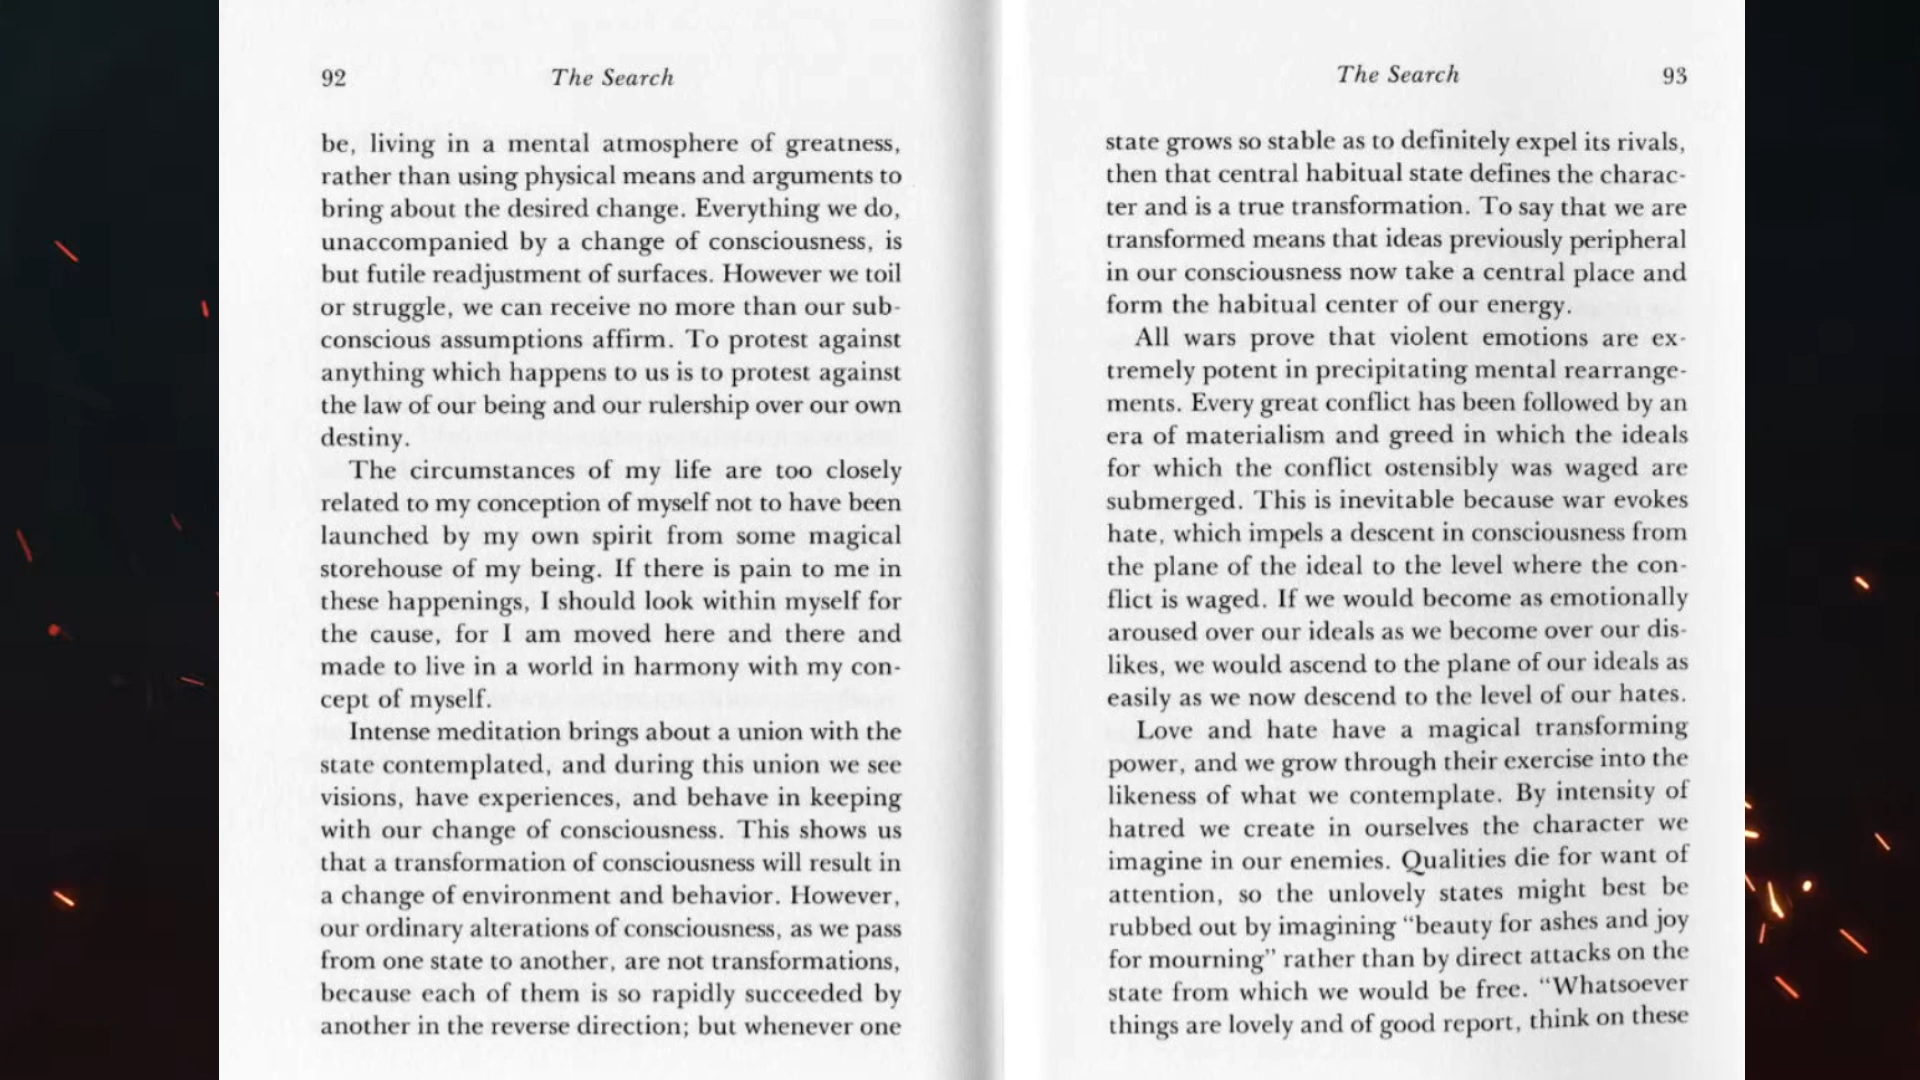 92
The Search
be, living in a mental atmosphere of greatness,
rather than using physical means and arguments to
bring about the desired change. Everything we do,
unaccompanied by a change of consciousness, is
but futile readjustment of surfaces. However we toil
or struggle, we can receive no more than our sub-
conscious assumptions affirm. To protest against
anything which happens to us is to protest against
the law of our being and our rulership over our own
destiny.
The circumstances of my life are too closely
related to my conception of myself not to have been
launched by my own spirit from some magical
storehouse of my being. If there is pain to me in
these happenings, I should look within myself for
the cause, for I am moved here and there and
made to live in a world in harmony with my con-
cept of myself.
Intense meditation brings about a union with the
state contemplated, and during this union we see
visions, have experiences, and behave in keeping
with our change of consciousness. This shows us
that a transformation of consciousness will result in
a change of environment and behavior. However,
our ordinary alterations of consciousness, as we pass
from one state to another, are not transformations,
because each of them is so rapidly succeeded by
another in the reverse direction; but whenever one
The Search
93
state grows so stable as to definitely expel its rivals,
then that central habitual state defines the charac-
ter and is a true transformation. To say that we are
transformed means that ideas previously peripheral
in our consciousness now take a central place and
form the habitual center of our energy.
All wars prove that violent emotions are ex-
tremely potent in precipitating mental rearrange-
ments. Every great conflict has been followed by an
era of materialism and greed in which the ideals
for which the conflict ostensibly was waged are
submerged. This is inevitable because war evokes
hate, which impels a descent in consciousness from
the plane of the ideal to the level where the con-
flict is waged. If we would become as emotionally
aroused over our ideals as we become over our dis-
likes, we would ascend to the plane of our ideals as
easily as we now descend to the level of our hates.
Love and hate have a magical transforming
power, and we grow through their exercise into the
likeness of what we contemplate. By intensity of
hatred we create in ourselves the character we
imagine in our enemies. Qualities die for want of
attention, so the unlovely states might best be
rubbed out by imagining “beauty for ashes and joy
for mourning” rather than by direct attacks on the
state from which we would be free. “Whatsoever
things are lovely and of good report, think on these